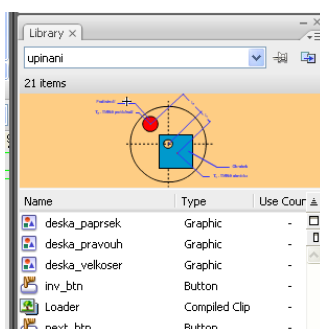 Library ×
upinani
21 items
Name Type Use Cour
deska_paprsek Graphic -
deska_pravouh Graphic -
deska_velkoser Graphic -
inv_btn Button -
Loader Compiled Clip -
next_btn Button -